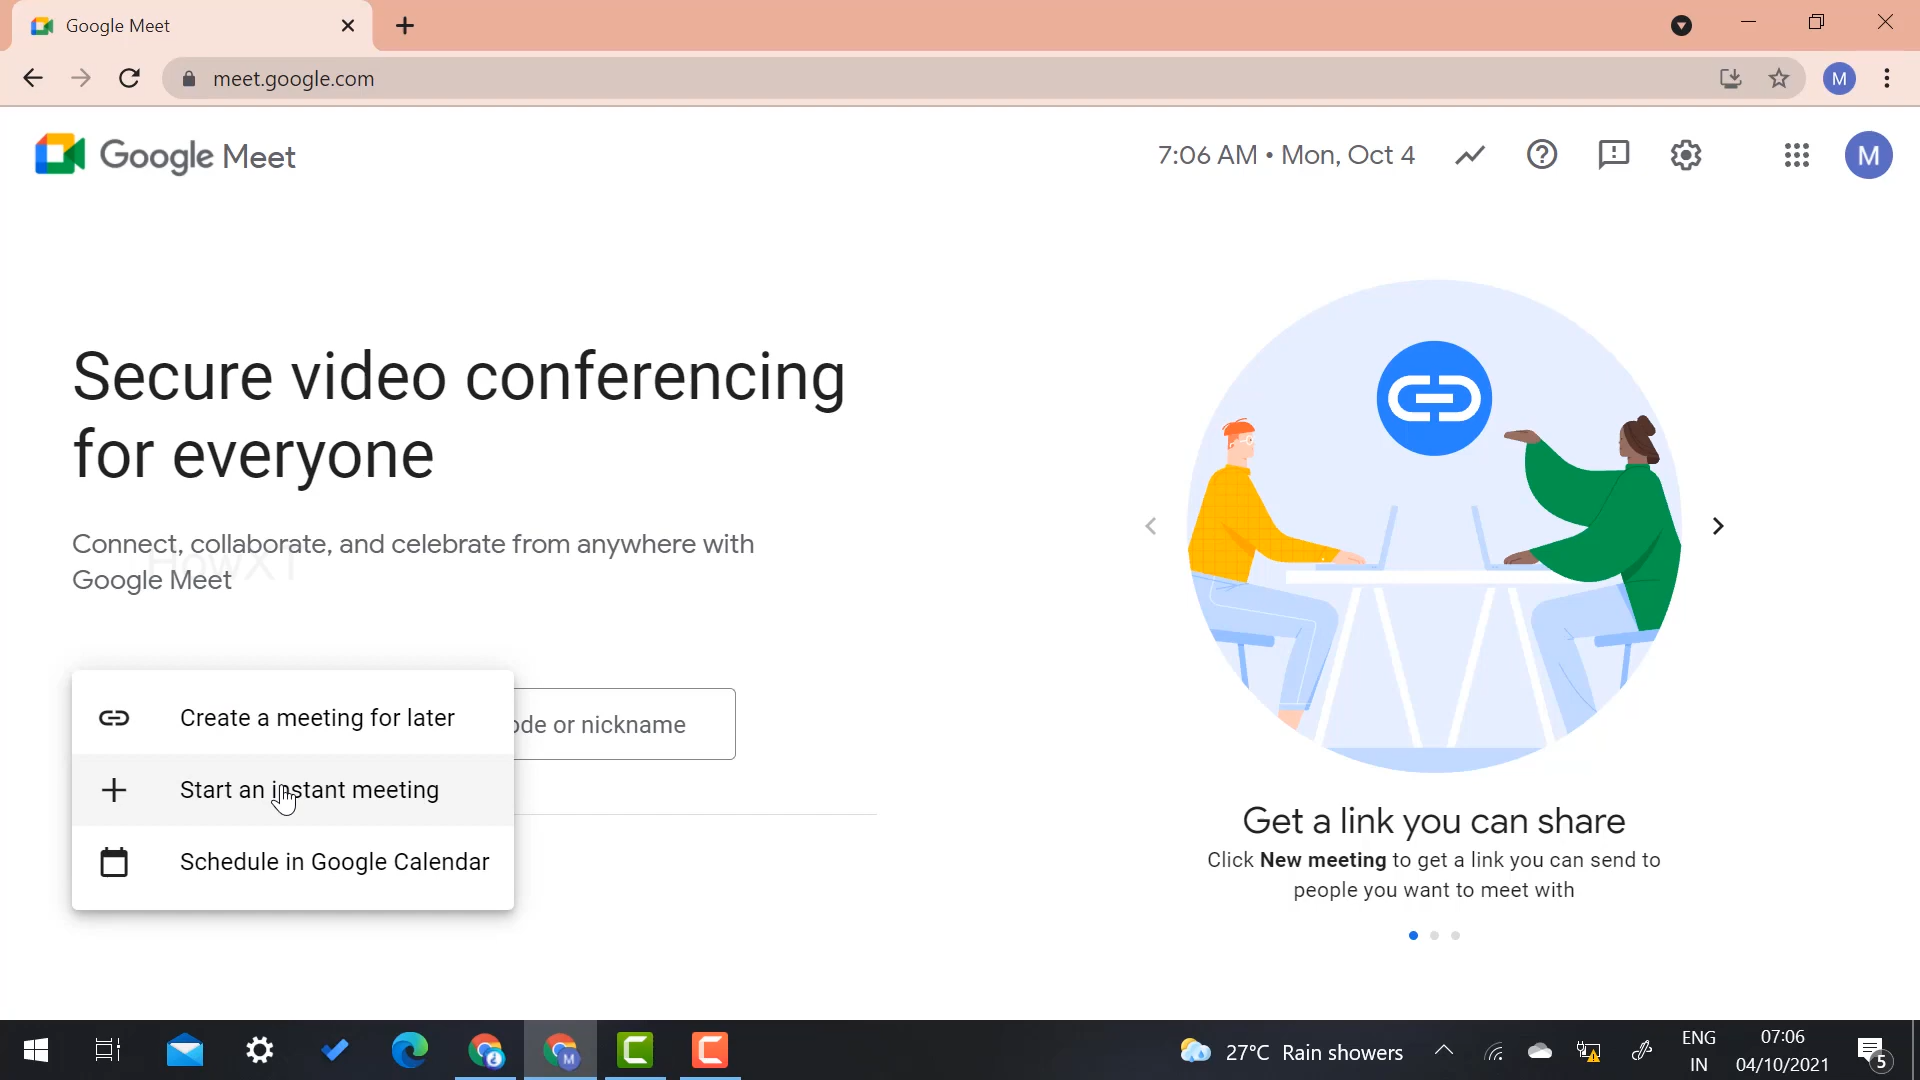 Google Meet
meet.google.com
M
Google Meet
7:06 AM • Mon, Oct 4
M
Secure video conferencing
for everyone
Connect, collaborate, and celebrate from anywhere with
Google Meet
HowXT
Create a meeting for later
ode or nickname
Start an instant meeting
Schedule in Google Calendar
Get a link you can share
Click New meeting to get a link you can send to
people you want to meet with
M
27°C Rain showers
ENG
IN
07:06
04/10/2021
5